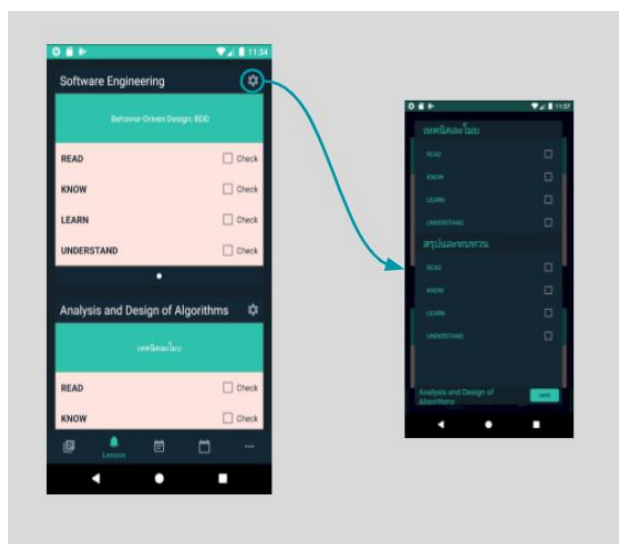 11:34
Software Engineering
Behavior-Driven Design: BDD
READ Check
KNOW Check
LEARN Check
UNDERSTAND Check
Analysis and Design of Algorithms
เทคนิคละโมบ
READ Check
KNOW Check
Lesson
11:37
เทคนิคละโมบ
READ
KNOW
LEARN
UNDERSTAND
สรุปและทบทวน
READ
KNOW
LEARN
UNDERSTAND
Analysis and Design of
Algorithms
SAVE